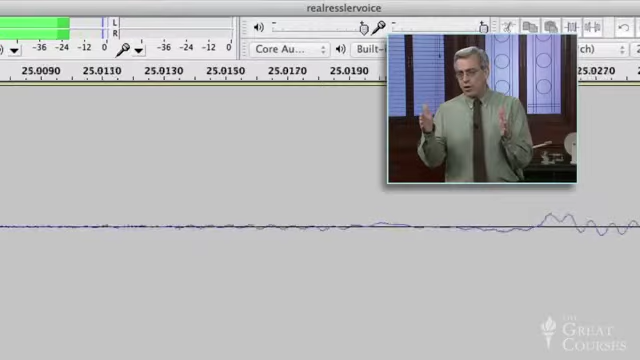 realresslervoice
L
R
-36 -24 -12 0
-36 -24 -12 0
Core Au...
Built-
ch)
25.0090 25.0110 25.0130 25.0150 25.0170 25.0190
25.0270
THE
GREAT
COURSES